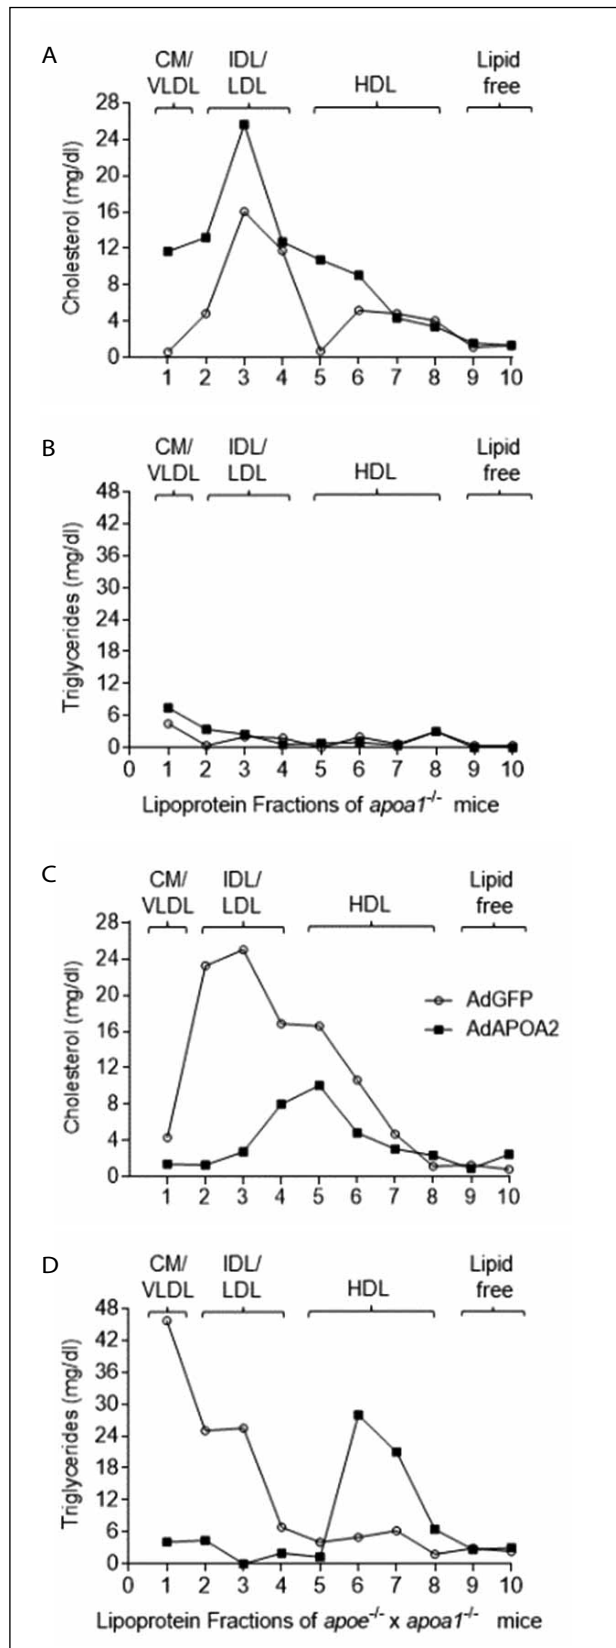 A
CM/ IDL/ Lipid
VLDL LDL HDL free
Cholesterol (mg/dl)
28
24
20
16
12
8
4
0
1 2 3 4 5 6 7 8 9 10
B
CM/ IDL/ Lipid
VLDL LDL HDL free
Triglycerides (mg/dl)
48
42
36
30
24
18
12
6
0
0 1 2 3 4 5 6 7 8 9 10
Lipoprotein Fractions of apoa1-/- mice
C
CM/ IDL/ Lipid
VLDL LDL HDL free
Cholesterol (mg/dl)
28
24
20
16
12
8
4
0
AdGFP
AdAPOA2
1 2 3 4 5 6 7 8 9 10
D
CM/ IDL/ Lipid
VLDL LDL HDL free
Triglycerides (mg/dl)
48
42
36
30
24
18
12
6
0
0 1 2 3 4 5 6 7 8 9 10
Lipoprotein Fractions of apoe-/- x apoa1-/- mice